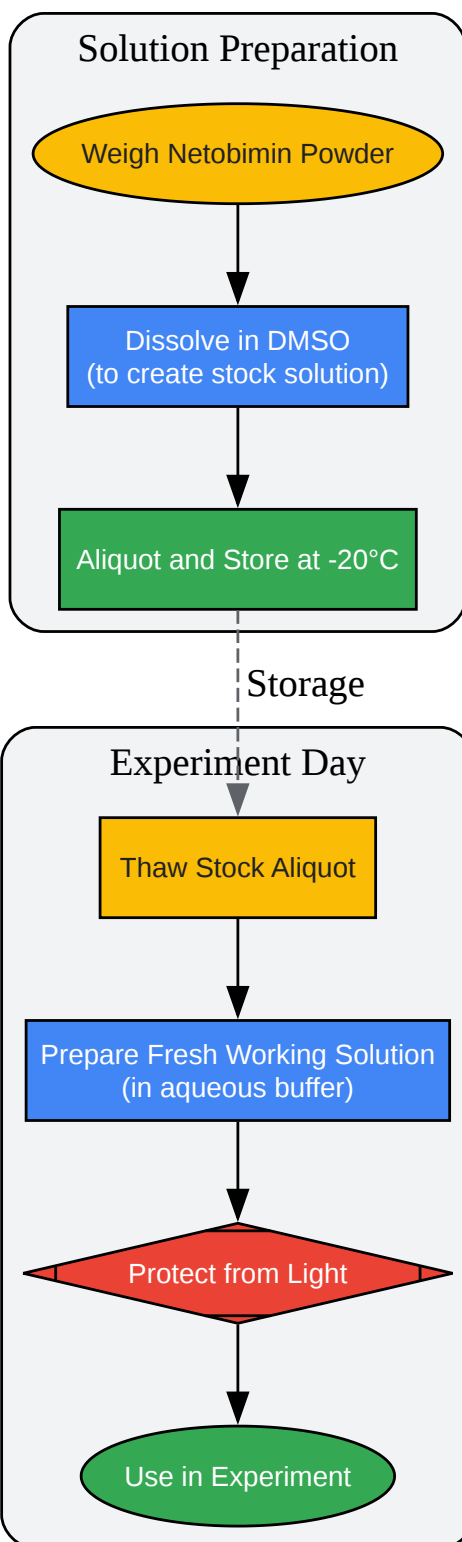 Solution Preparation
Weigh Netobimin Powder
Dissolve in DMSO
(to create stock solution)
Aliquot and Store at -20°C
Storage
Experiment Day
Thaw Stock Aliquot
Prepare Fresh Working Solution
(in aqueous buffer)
Protect from Light
Use in Experiment